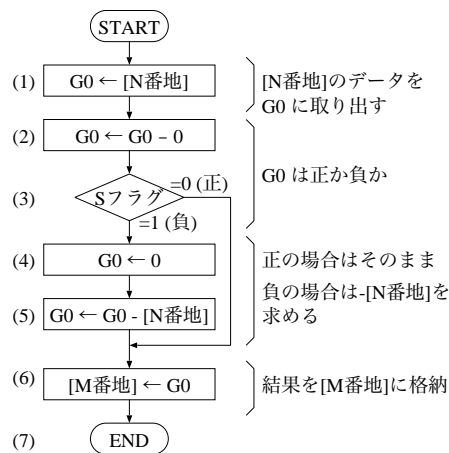 START
(1) G0 ← [N番地]
[N番地]のデータを
G0 に取り出す
(2) G0 ← G0 - 0
(3) Sフラグ
=0 (正)
=1 (負)
G0 は正か負か
(4) G0 ← 0
(5) G0 ← G0 - [N番地]
正の場合はそのまま
負の場合は-[N番地]を
求める
(6) [M番地] ← G0
結果を[M番地]に格納
(7) END